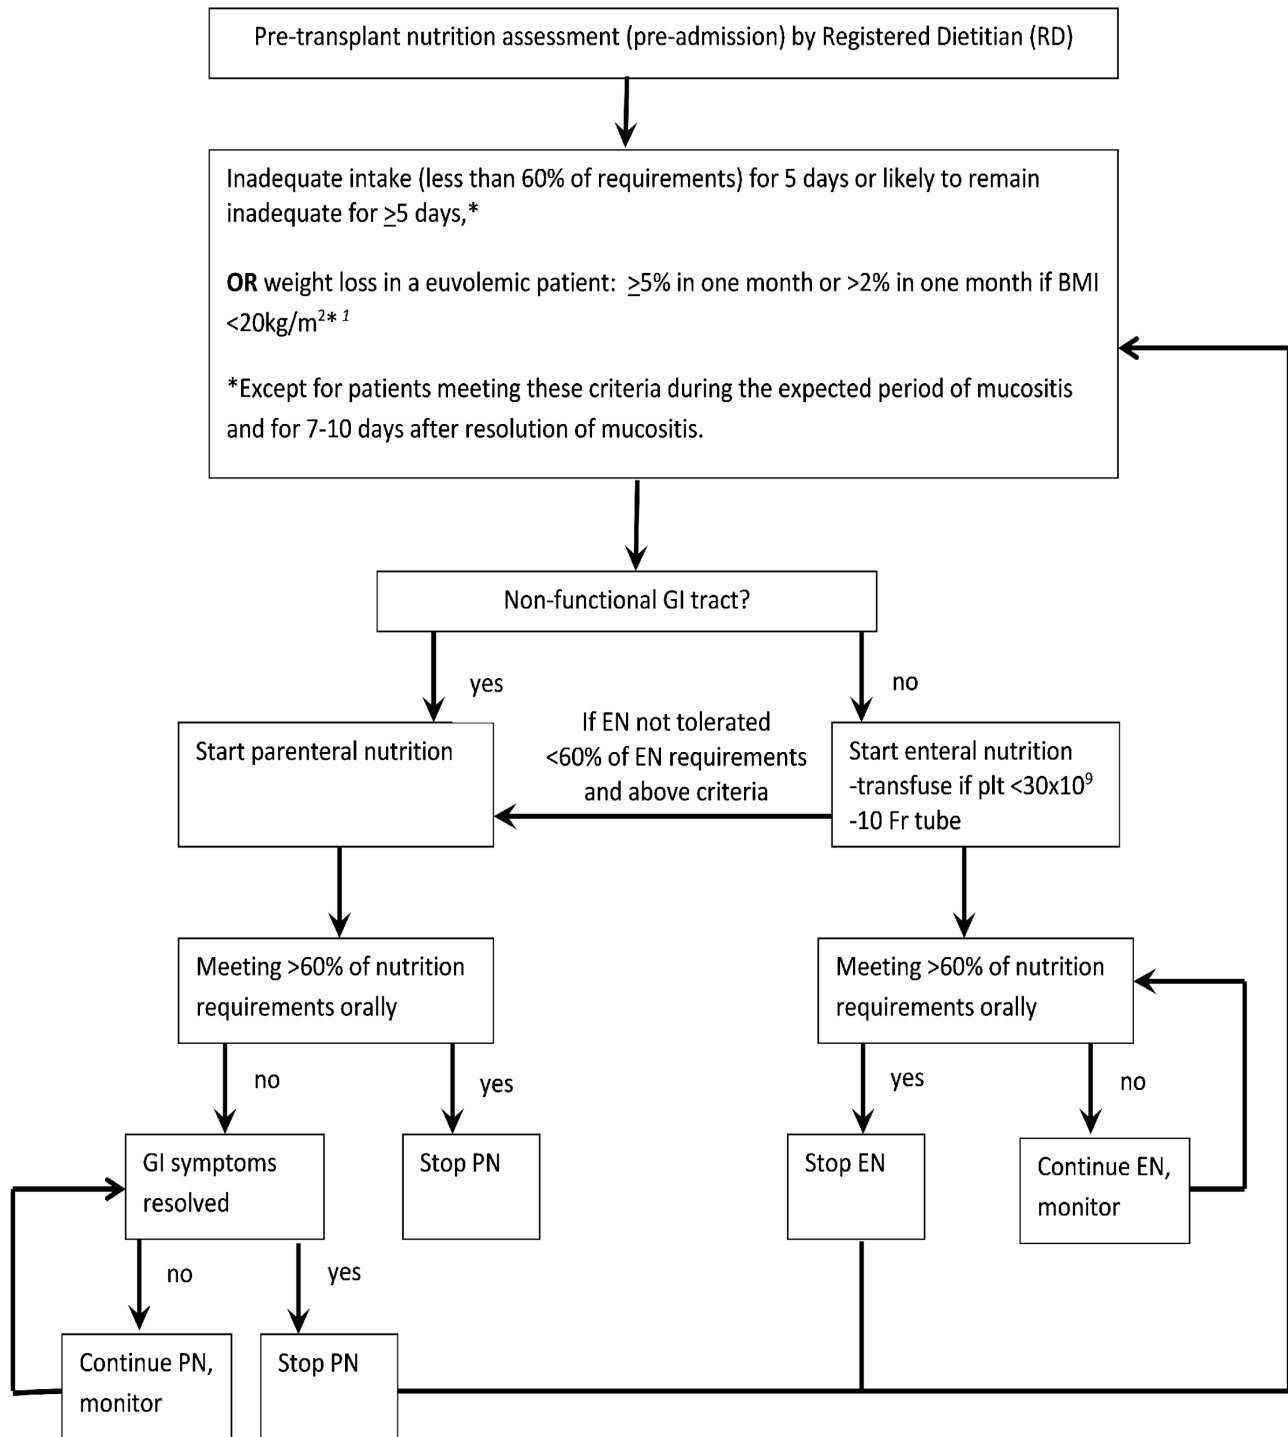 Pre-transplant nutrition assessment (pre-admission) by Registered Dietitian (RD)
Inadequate intake (less than 60% of requirements) for 5 days or likely to remain
inadequate for ≥5 days,*
OR weight loss in a euvolemic patient: ≥5% in one month or >2% in one month if BMI
<20kg/m²* ¹
*Except for patients meeting these criteria during the expected period of mucositis
and for 7-10 days after resolution of mucositis.
Non-functional GI tract?
yes
no
If EN not tolerated
<60% of EN requirements
and above criteria
Start parenteral nutrition
Start enteral nutrition
-transfuse if plt <30x10⁹
-10 Fr tube
Meeting >60% of nutrition
requirements orally
Meeting >60% of nutrition
requirements orally
no
yes
yes
no
GI symptoms
resolved
Stop PN
Stop EN
Continue EN,
monitor
no
yes
Continue PN,
monitor
Stop PN